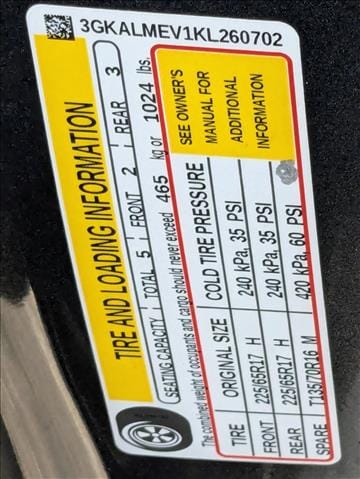 3GKALMEV1KL260702
TIRE AND LOADING INFORMATION
SEATING CAPACITY TOTAL 5 FRONT 2 REAR 3
The combined weight of occupants and cargo should never exceed 465 kg or 1024 lbs.
TIRE ORIGINAL SIZE COLD TIRE PRESSURE
FRONT 225/65R17 H 240 kPa, 35 PSI
REAR 225/65R17 H 240 kPa, 35 PSI
SPARE T135/70R16 M 420 kPa, 60 PSI
SEE OWNER'S
MANUAL FOR
ADDITIONAL
INFORMATION